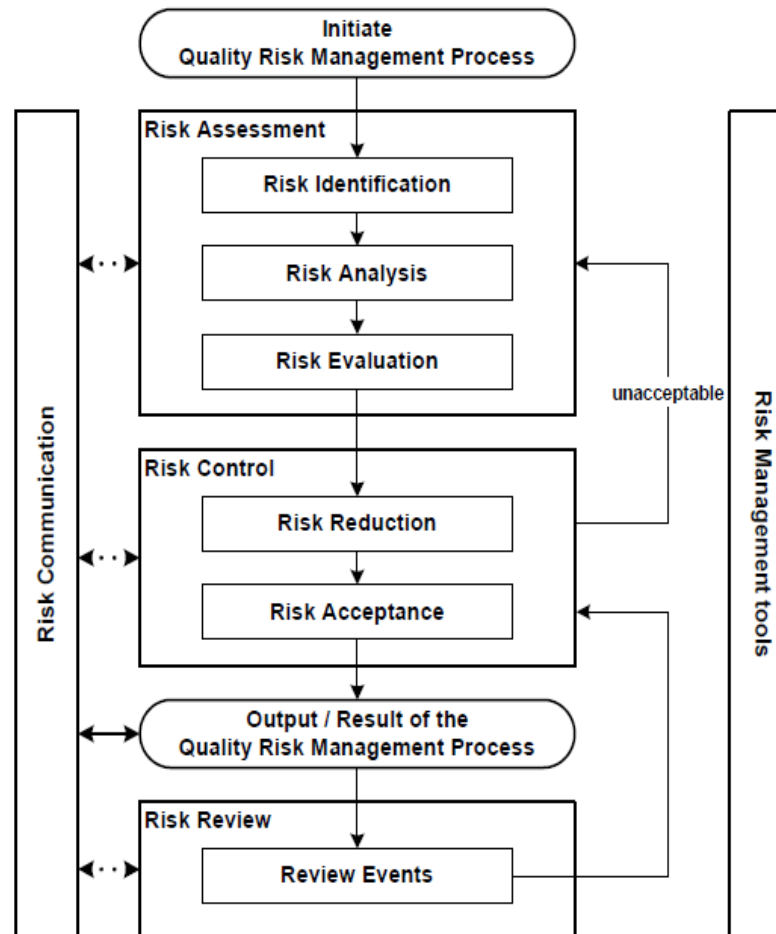 Initiate
Quality Risk Management Process
Risk Assessment
Risk Identification
Risk Analysis
Risk Evaluation
unacceptable
Risk Control
Risk Reduction
Risk Acceptance
Output / Result of the
Quality Risk Management Process
Risk Review
Review Events
Risk Communication
Risk Management tools